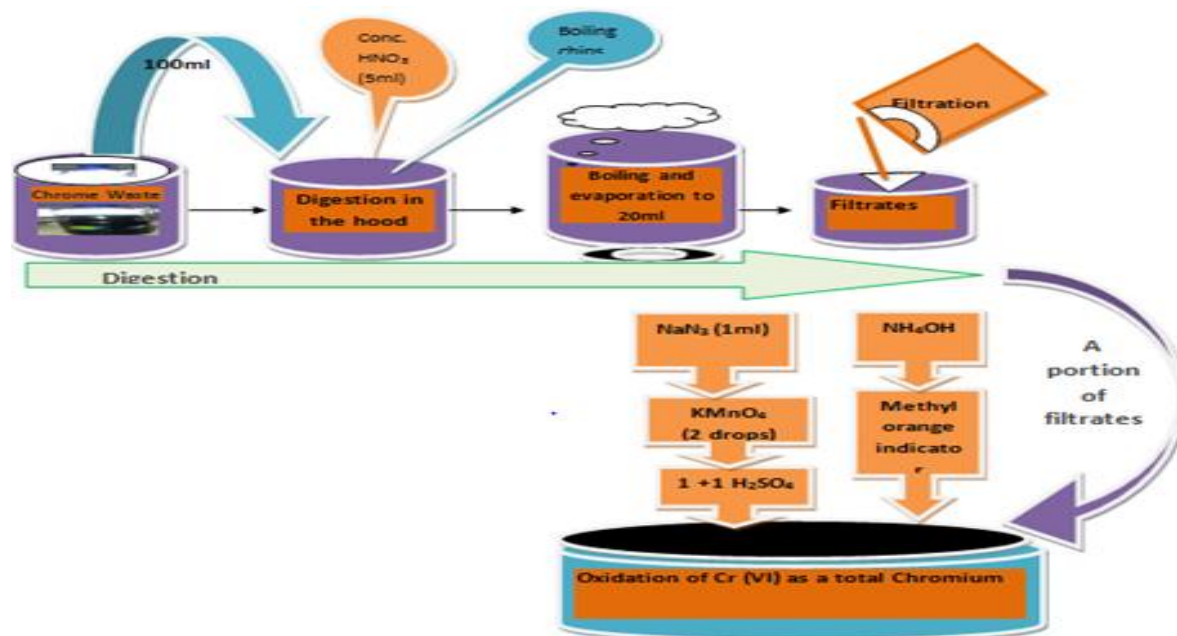 100ml
Conc.
HNO₃
(5ml)
Boiling
Chrome Waste
Digestion in
the hood
Boiling and
evaporation to
20ml
Filtration
Filtrates
Digestion
NaN₃ (1ml)
KMnO₄
(2 drops)
1 +1 H₂SO₄
NH₄OH
Methyl
orange
indicato
r
A
portion
of
filtrates
Oxidation of Cr (VI) as a total Chromium